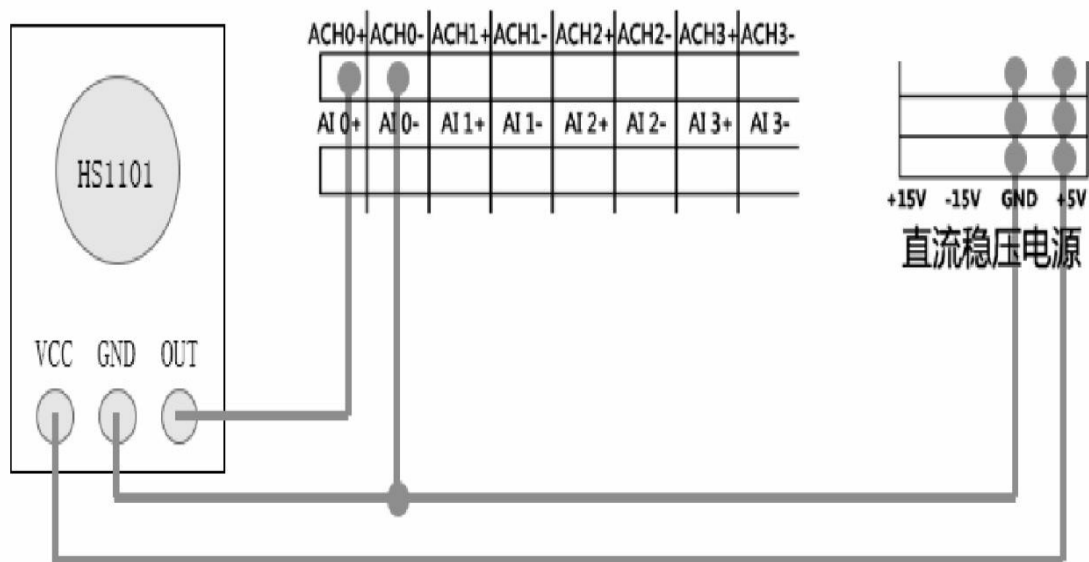 ACH0+ ACH0- ACH1+ ACH1- ACH2+ ACH2- ACH3+ ACH3-
AI 0+ AI 0- AI 1+ AI 1- AI 2+ AI 2- AI 3+ AI 3-
HS1101
+15V -15V GND +5V
直流稳压电源
VCC GND OUT